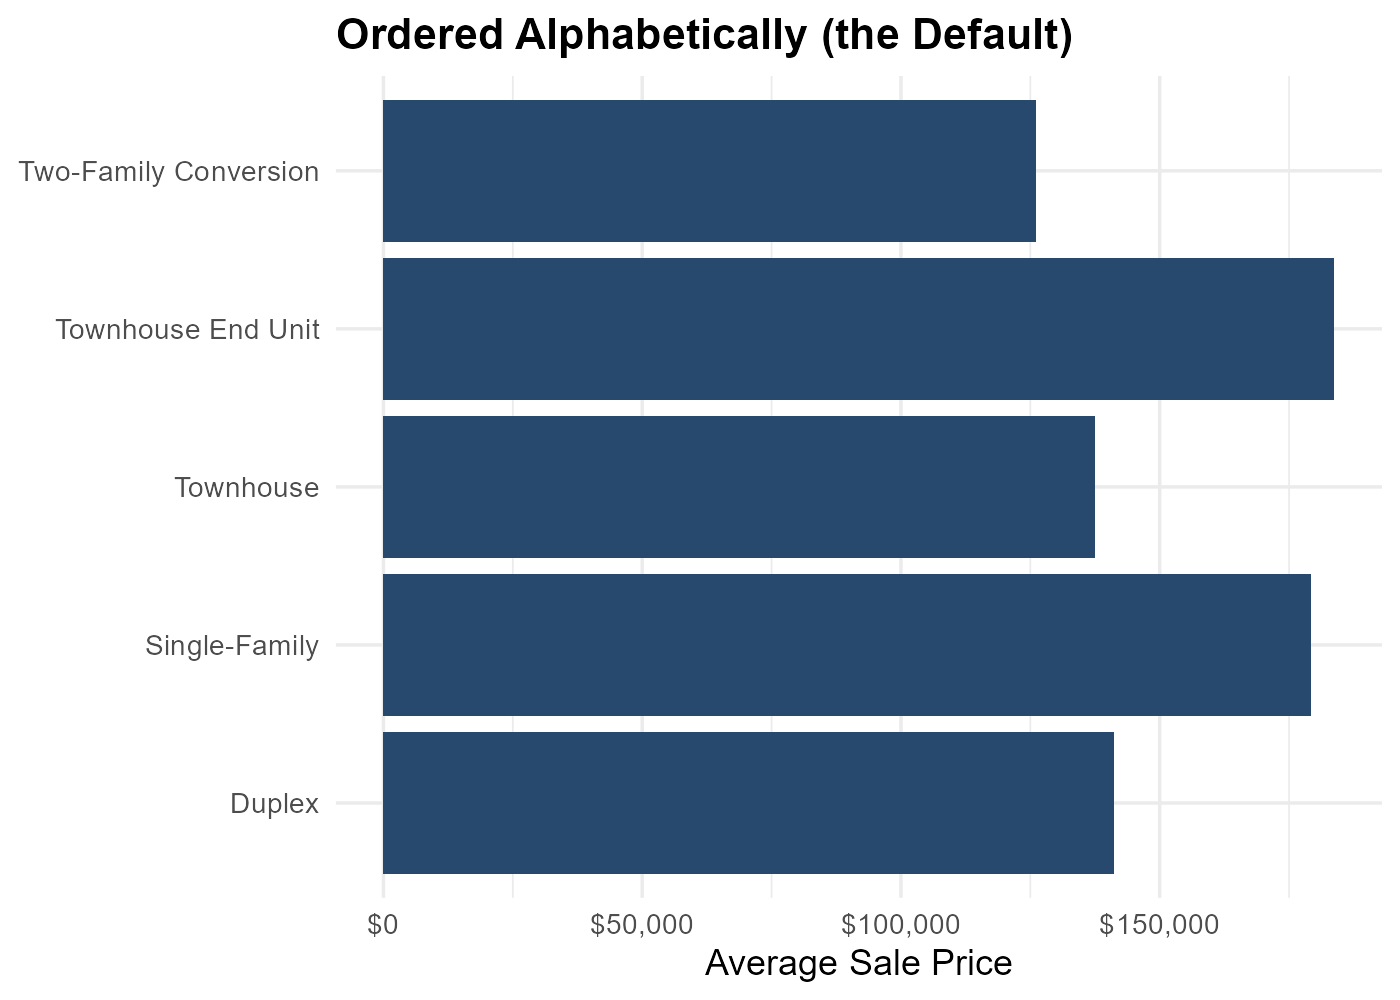 Ordered Alphabetically (the Default)
Two-Family Conversion
Townhouse End Unit
Townhouse
Single-Family
Duplex
$0 $50,000 $100,000 $150,000
Average Sale Price